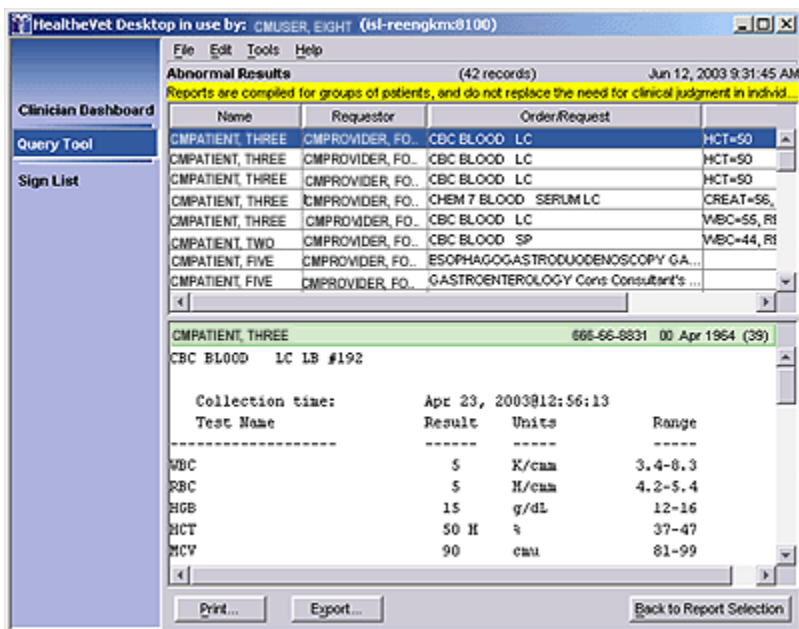 HealtheVet Desktop in use by: CMUSER, EIGHT (isl-reengkm:8100)
File Edit Tools Help
Abnormal Results (42 records) Jun 12, 2003 9:31:45 AM
Reports are compiled for groups of patients, and do not replace the need for clinical judgment in individ...
Clinician Dashboard
Query Tool
Sign List
Name Requestor Order/Request
CMPATIENT, THREE CMPROVIDER, FO.. CBC BLOOD LC HCT=50
CMPATIENT, THREE CMPROVIDER, FO.. CBC BLOOD LC HCT=50
CMPATIENT, THREE CMPROVIDER, FO.. CBC BLOOD LC HCT=50
CMPATIENT, THREE CMPROVIDER, FO.. CHEM 7 BLOOD SERUM LC CREAT=56,
CMPATIENT, THREE CMPROVIDER, FO.. CBC BLOOD LC WBC=55, RE
CMPATIENT, TWO CMPROVIDER, FO.. CBC BLOOD SP WBC=44, RE
CMPATIENT, FIVE CMPROVIDER, FO.. ESOPHAGOGASTRODUODENOSCOPY GA...
CMPATIENT, FIVE CMPROVIDER, FO.. GASTROENTEROLOGY Cons Consultant's ...
CMPATIENT, THREE 666-66-8831 00 Apr 1964 (39)
CBC BLOOD LC LB #192
Collection time: Apr 23, 2003@12:56:13
Test Name Result Units Range
------------------- ------ ----- -----
WBC 5 K/cmm 3.4-8.3
RBC 5 M/cmm 4.2-5.4
HGB 15 g/dL 12-16
HCT 50 H % 37-47
MCV 90 cmu 81-99
Print... Export... Back to Report Selection